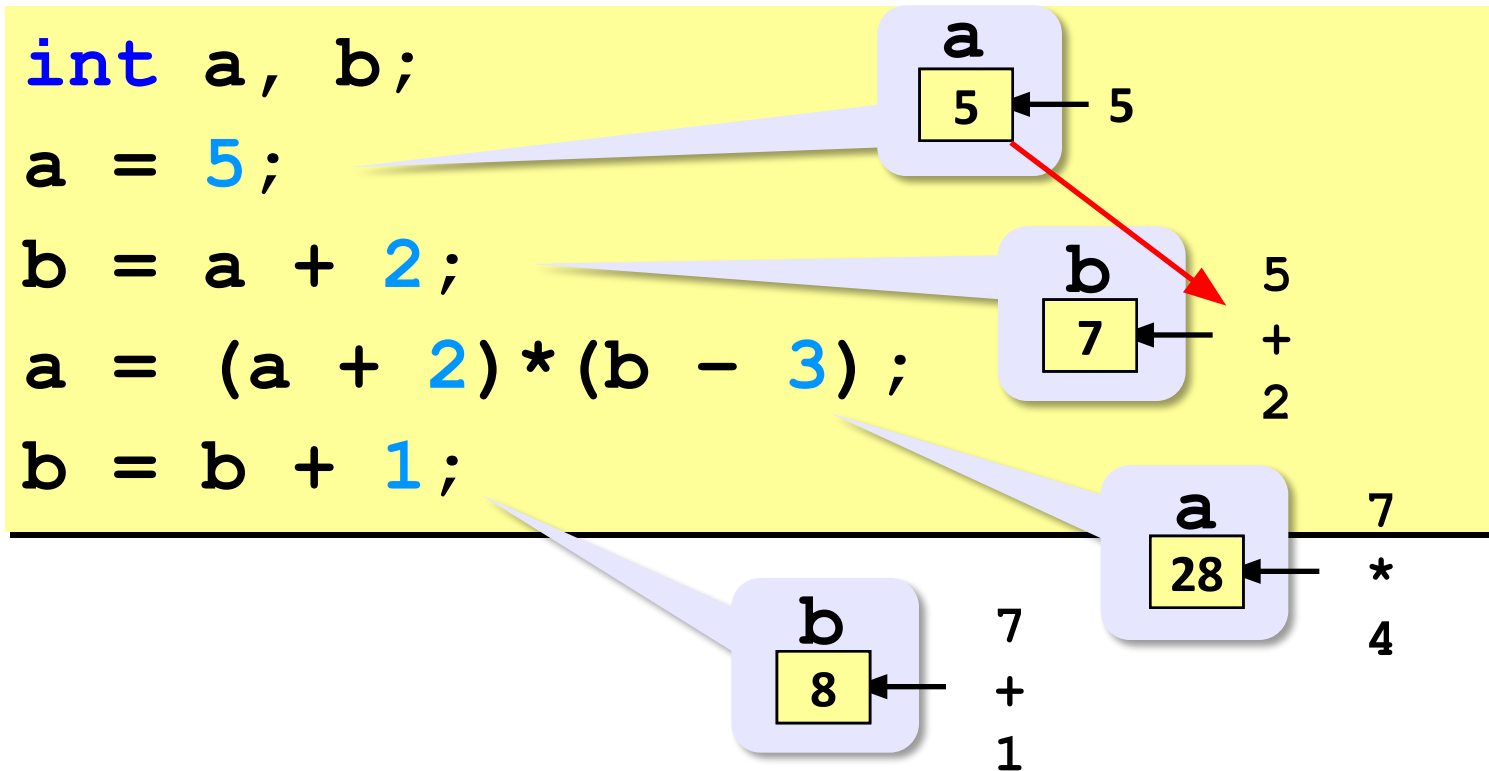 int a, b;
a = 5;
b = a + 2;
a = (a + 2)*(b - 3);
b = b + 1;
a
5
5
b
7
5
+
2
a
28
7
*
4
b
8
7
+
1